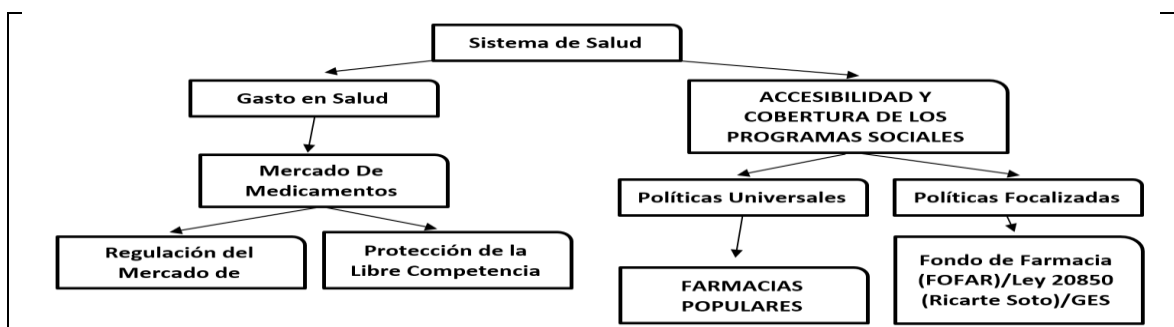 Sistema de Salud
Gasto en Salud
ACCESIBILIDAD Y
COBERTURA DE LOS
PROGRAMAS SOCIALES
Mercado De
Medicamentos
Políticas Universales
Políticas Focalizadas
Regulación del
Mercado de
Protección de la
Libre Competencia
FARMACIAS
POPULARES
Fondo de Farmacia
(FOFAR)/Ley 20850
(Ricarte Soto)/GES